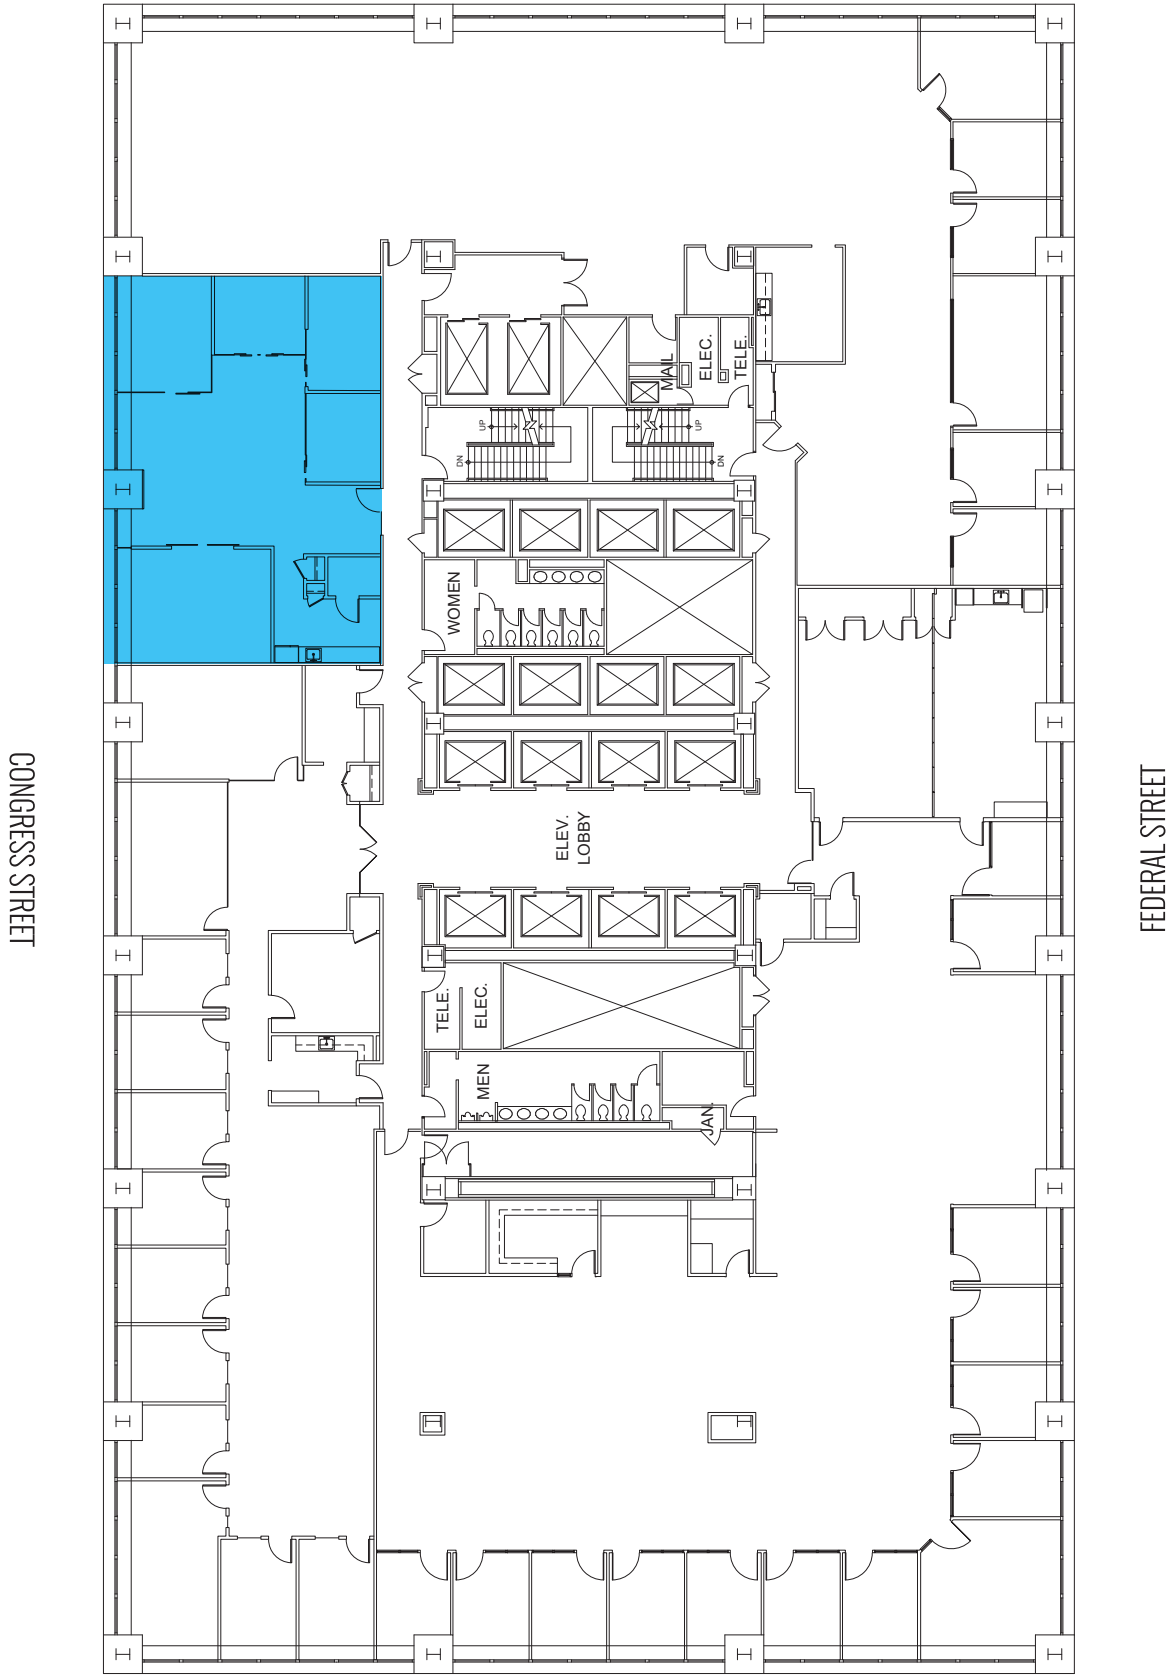 MAIL
ELEC.
TELE.
UP
UP
DN
DN
WOMEN
CONGRESS STREET
ELEV.
LOBBY
FEDERAL STREET
TELE.
ELEC.
MEN
JAN.